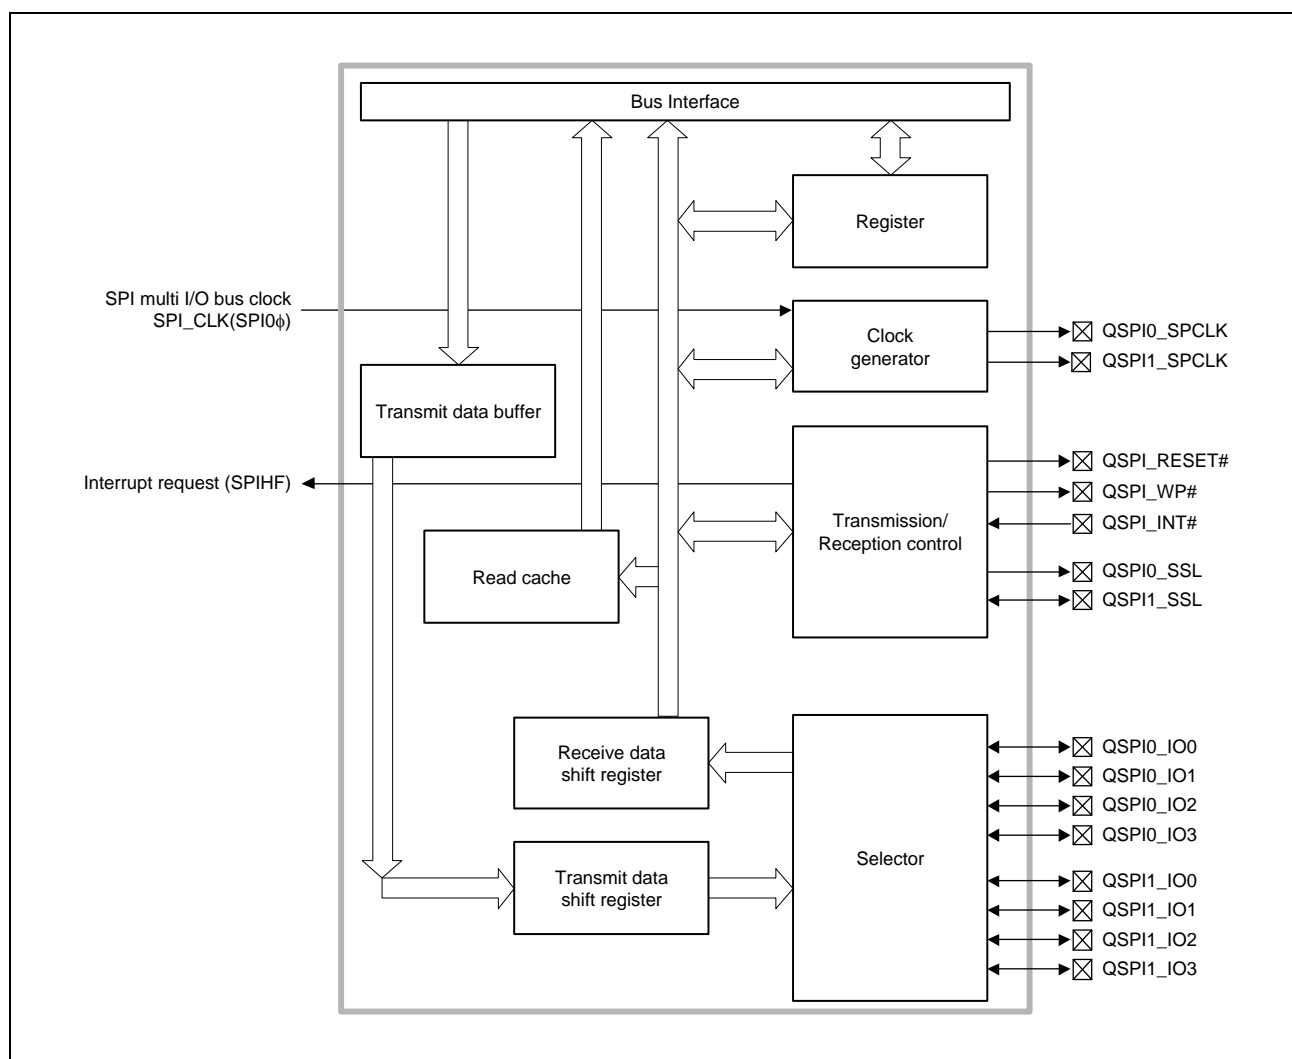 Bus Interface
Register
SPI multi I/O bus clock
SPI_CLK(SPI0ϕ)
Clock
generator
QSPI0_SPCLK
QSPI1_SPCLK
Transmit data buffer
Interrupt request (SPIHF)
Transmission/
Reception control
QSPI_RESET#
QSPI_WP#
QSPI_INT#
QSPI0_SSL
QSPI1_SSL
Read cache
Receive data
shift register
Selector
QSPI0_IO0
QSPI0_IO1
QSPI0_IO2
QSPI0_IO3
Transmit data
shift register
QSPI1_IO0
QSPI1_IO1
QSPI1_IO2
QSPI1_IO3